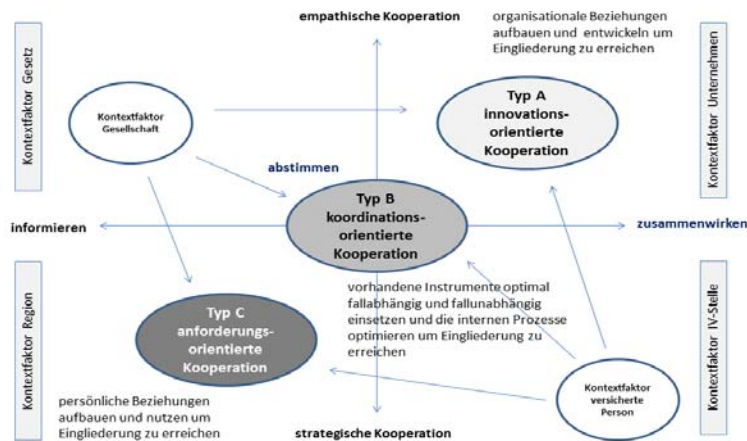 empathische Kooperation
organisationale Beziehungen
aufbauen und entwickeln um
Eingliederung zu erreichen
Kontextfaktor Gesetz
Kontextfaktor
Gesellschaft
Typ A
innovations-
orientierte
Kooperation
Kontextfaktor Unternehmen
abstimmen
Typ B
koordinations-
orientierte
Kooperation
informieren
zusammenwirken
Kontextfaktor Region
Typ C
anforderungs-
orientierte
Kooperation
vorhandene Instrumente optimal
fallabhängig und fallunabhängig
einsetzen und die internen Prozesse
optimieren um Eingliederung zu
erreichen
Kontextfaktor IV-Stelle
Kontextfaktor
versicherte
Person
persönliche Beziehungen
aufbauen und nutzen um
Eingliederung zu erreichen
strategische Kooperation